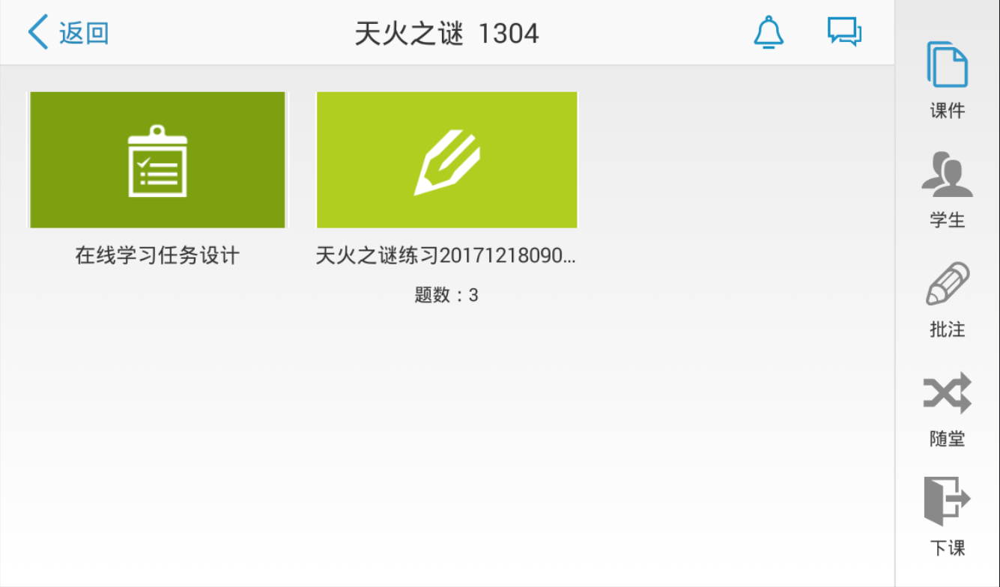 返回
天火之谜 1304
在线学习任务设计
天火之谜练习20171218090...
题数：3
课件
学生
批注
随堂
下课